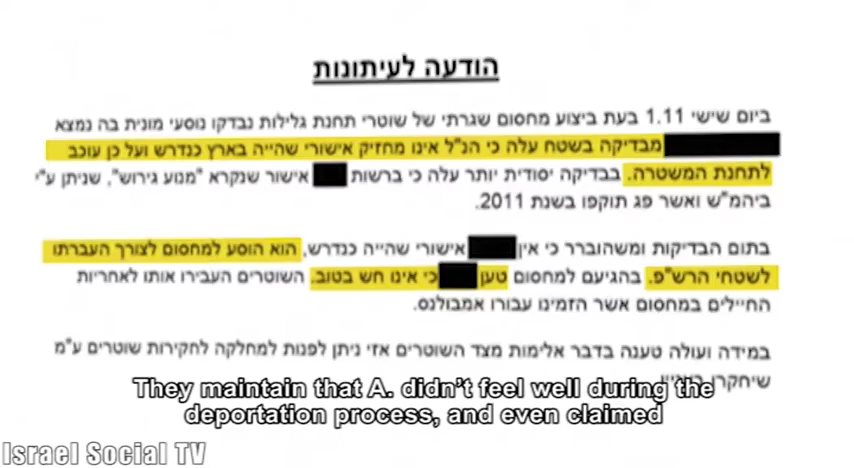 הודעה לעיתונות
ביום שישי 1.11 בעת ביצוע מחסום שגרתי של שוטרי תחנת גלילות נבדקו נוסעי מונית בה נמצא
מבדיקה בשטח עלה כי הנ"ל אינו מחזיק אישורי שהייה בארץ כנדרש ועל כן עוכב
לתחנת המשטרה. בבדיקה יסודית יותר עלה כי ברשות אישור שנקרא "מנוע גירוש", שניתן ע"י
ביהמ"ש ואשר פג תוקפו בשנת 2011.
בתום הבדיקות ומשהוברר כי אין אישורי שהייה כנדרש, הוא הוסע למחסום לצורך העברתו
לשטחי הרש"פ. בהגיעם למחסום טען כי אינו חש בטוב. השוטרים העבירו אותו לאחריות
החיילים במחסום אשר הזמינו עבורו אמבולנס.
במידה ועולה טענה בדבר אלימות מצד השוטרים אזי ניתן לפנות למחלקה לחקירות שוטרים ע"מ
שיחקרו
They maintain that A. didn't feel well during the
deportation process, and even claimed
Israel Social TV